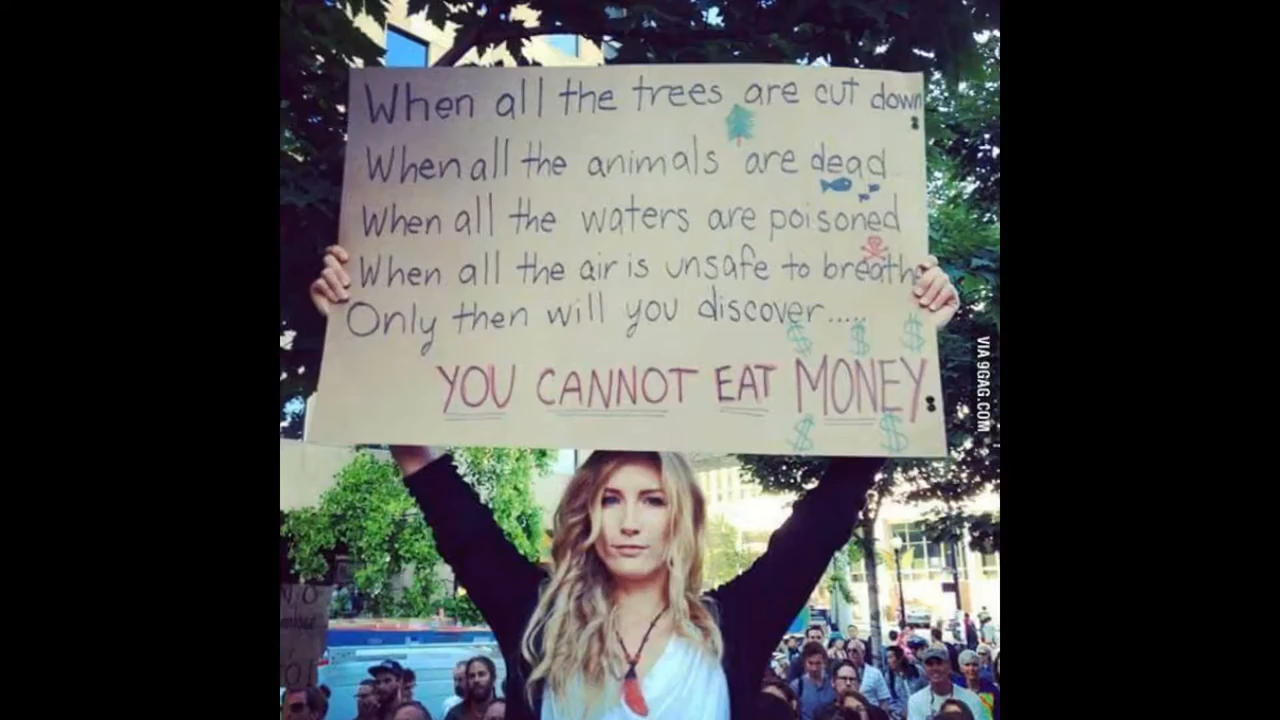 When all the trees are cut down
When all the animals are dead
When all the waters are poisoned
When all the air is unsafe to breathe
Only then will you discover.....
YOU CANNOT EAT MONEY
VIA 9GAG.COM